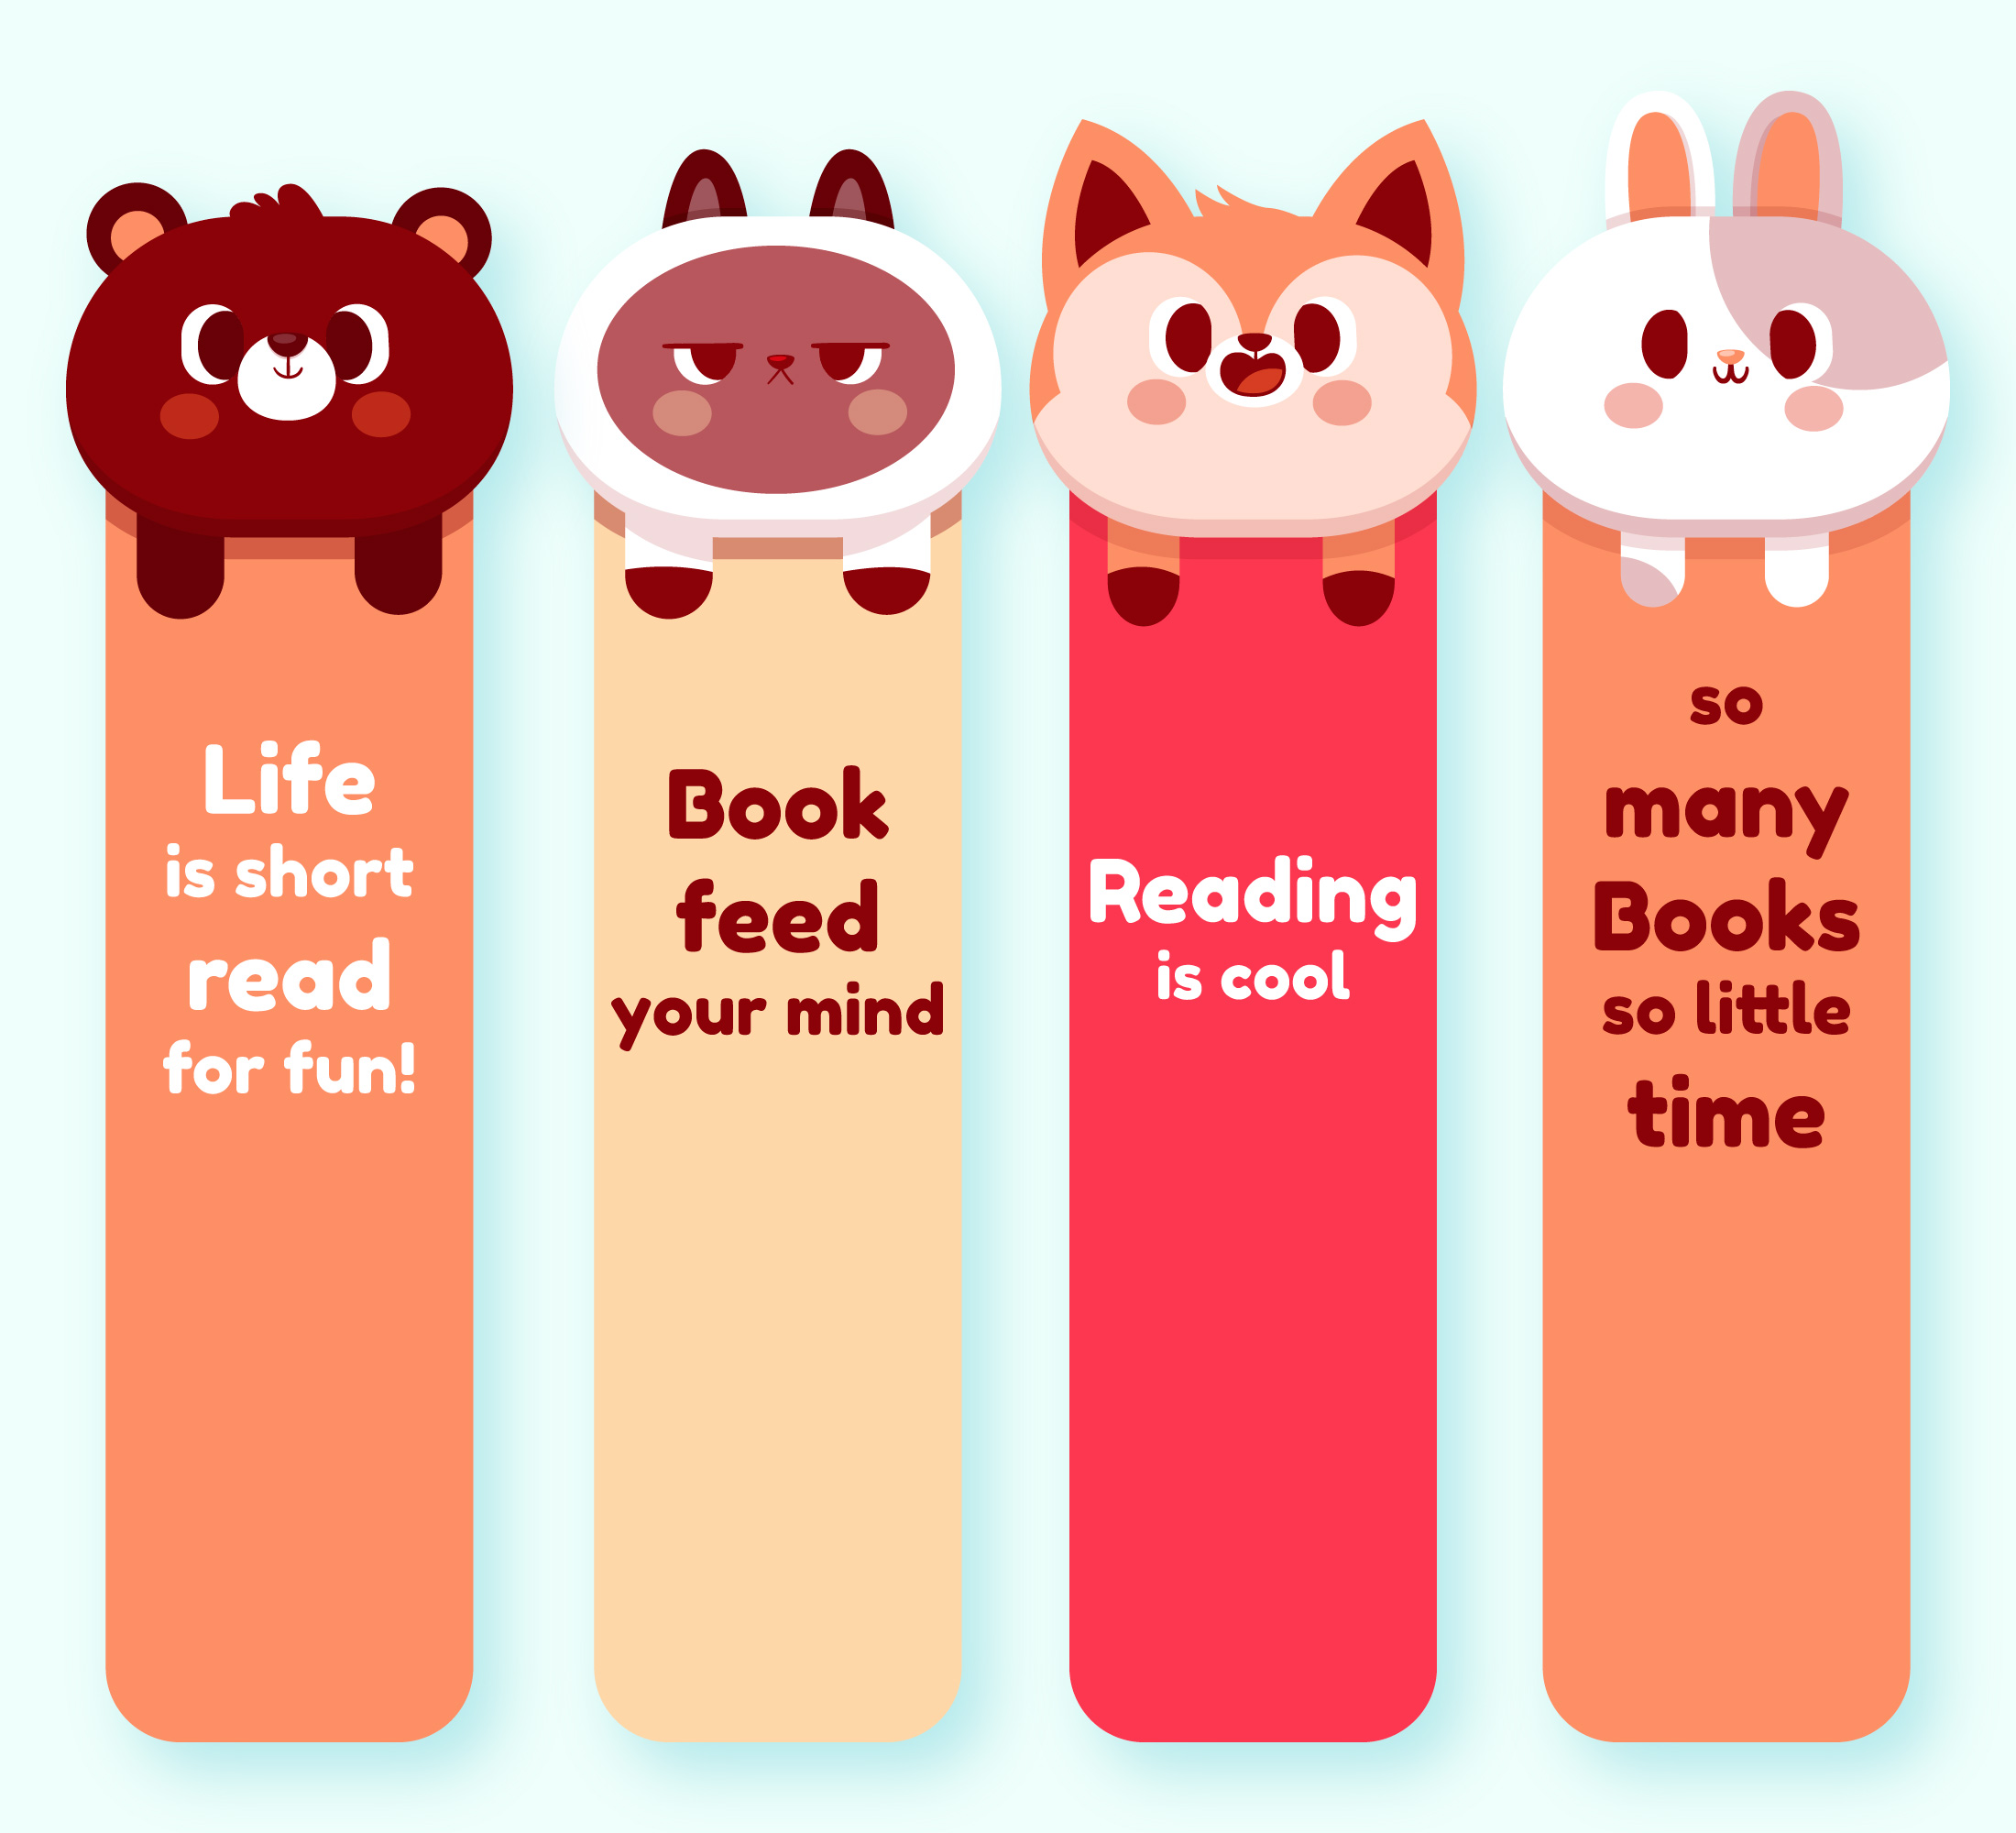 Life
is short
read
for fun!
Book
feed
your mind
Reading
is cool
so
many
Books
so little
time